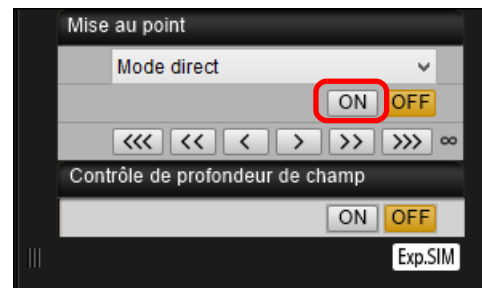 Mise au point
Mode direct
ON OFF
<<< << < > >> >>> ∞
Contrôle de profondeur de champ
ON OFF
Exp.SIM